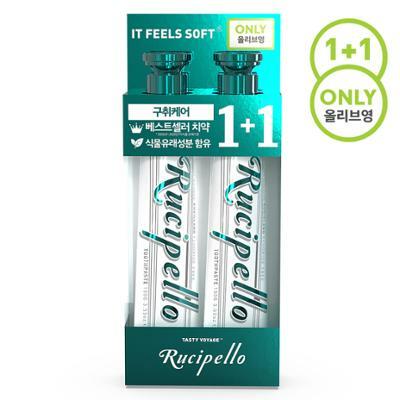 IT FEELS SOFT
ONLY
올리브영
1+1
ONLY
올리브영
구취케어
베스트셀러 치약
식물유래성분 함유
1+1
Rucipello
TOOTHPASTE
Rucipello
TOOTHPASTE
TASTY VOYAGE
Rucipello